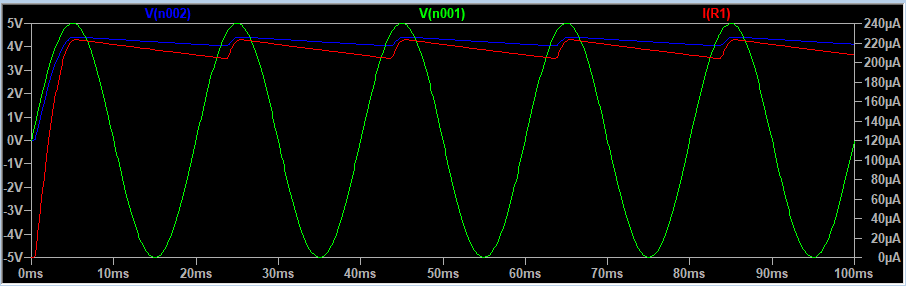 V(n002) V(n001) I(R1)
5V 240µA
4V 220µA
3V 200µA
2V 180µA
1V 160µA
0V 140µA
-1V 120µA
-2V 100µA
-3V 80µA
-4V 60µA
-5V 40µA
20µA
0µA
0ms 10ms 20ms 30ms 40ms 50ms 60ms 70ms 80ms 90ms 100ms